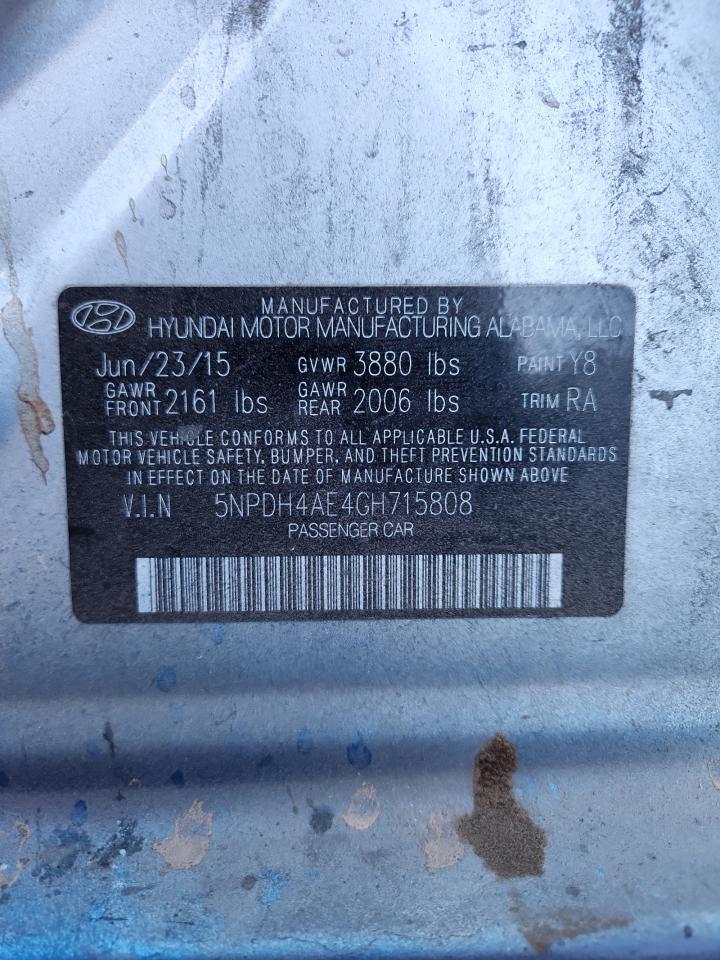 MANUFACTURED BY
HYUNDAI MOTOR MANUFACTURING ALABAMA, LLC
Jun/23/15 GVWR 3880 lbs PAINT Y8
GAWR FRONT 2161 lbs GAWR REAR 2006 lbs TRIM RA
THIS VEHICLE CONFORMS TO ALL APPLICABLE U.S.A. FEDERAL
MOTOR VEHICLE SAFETY, BUMPER, AND THEFT PREVENTION STANDARDS
IN EFFECT ON THE DATE OF MANUFACTURE SHOWN ABOVE
V.I.N 5NPDH4AE4GH715808
PASSENGER CAR